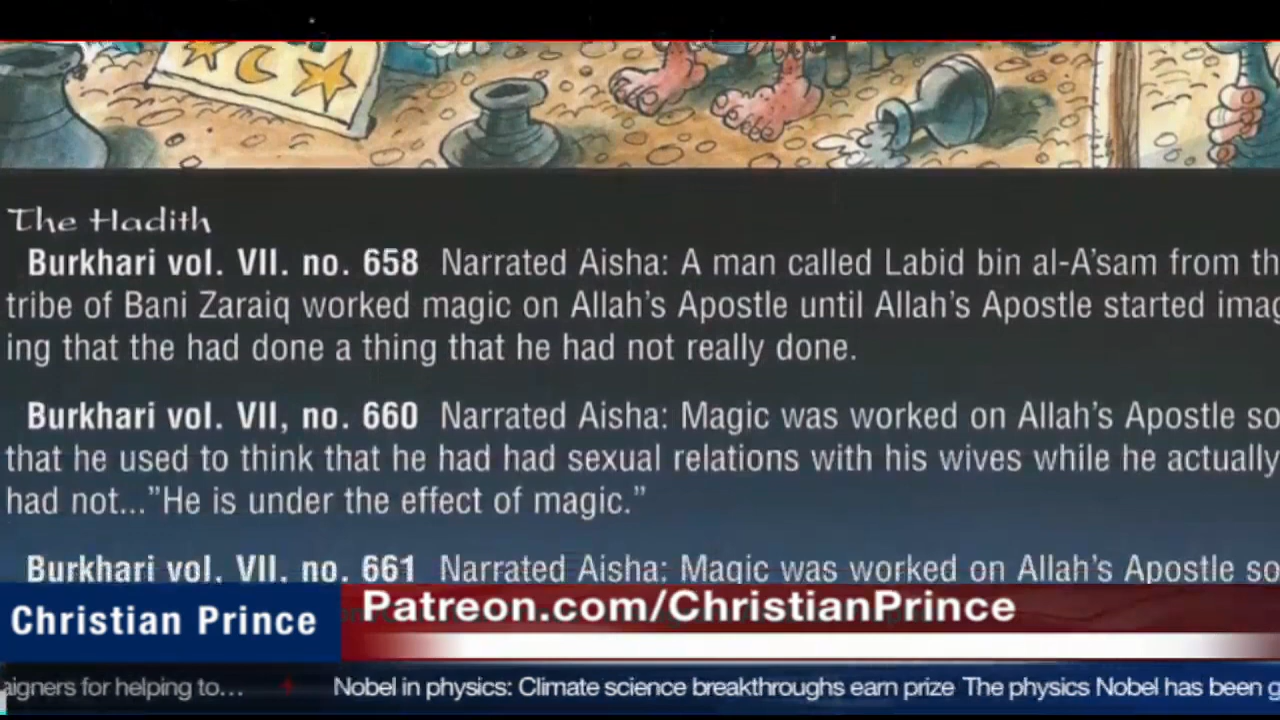 The Hadith
Burkhari vol. VII. no. 658 Narrated Aisha: A man called Labid bin al-A'sam from th
tribe of Bani Zaraiq worked magic on Allah's Apostle until Allah's Apostle started imag
ing that the had done a thing that he had not really done.
Burkhari vol. VII, no. 660 Narrated Aisha: Magic was worked on Allah's Apostle so
that he used to think that he had had sexual relations with his wives while he actually
had not..."He is under the effect of magic."
Burkhari vol. VII. no. 661 Narrated Aisha: Magic was worked on Allah's Apostle so
Christian Prince
Patreon.com/ChristianPrince
aigners for helping to... Nobel in physics: Climate science breakthroughs earn prize The physics Nobel has been g